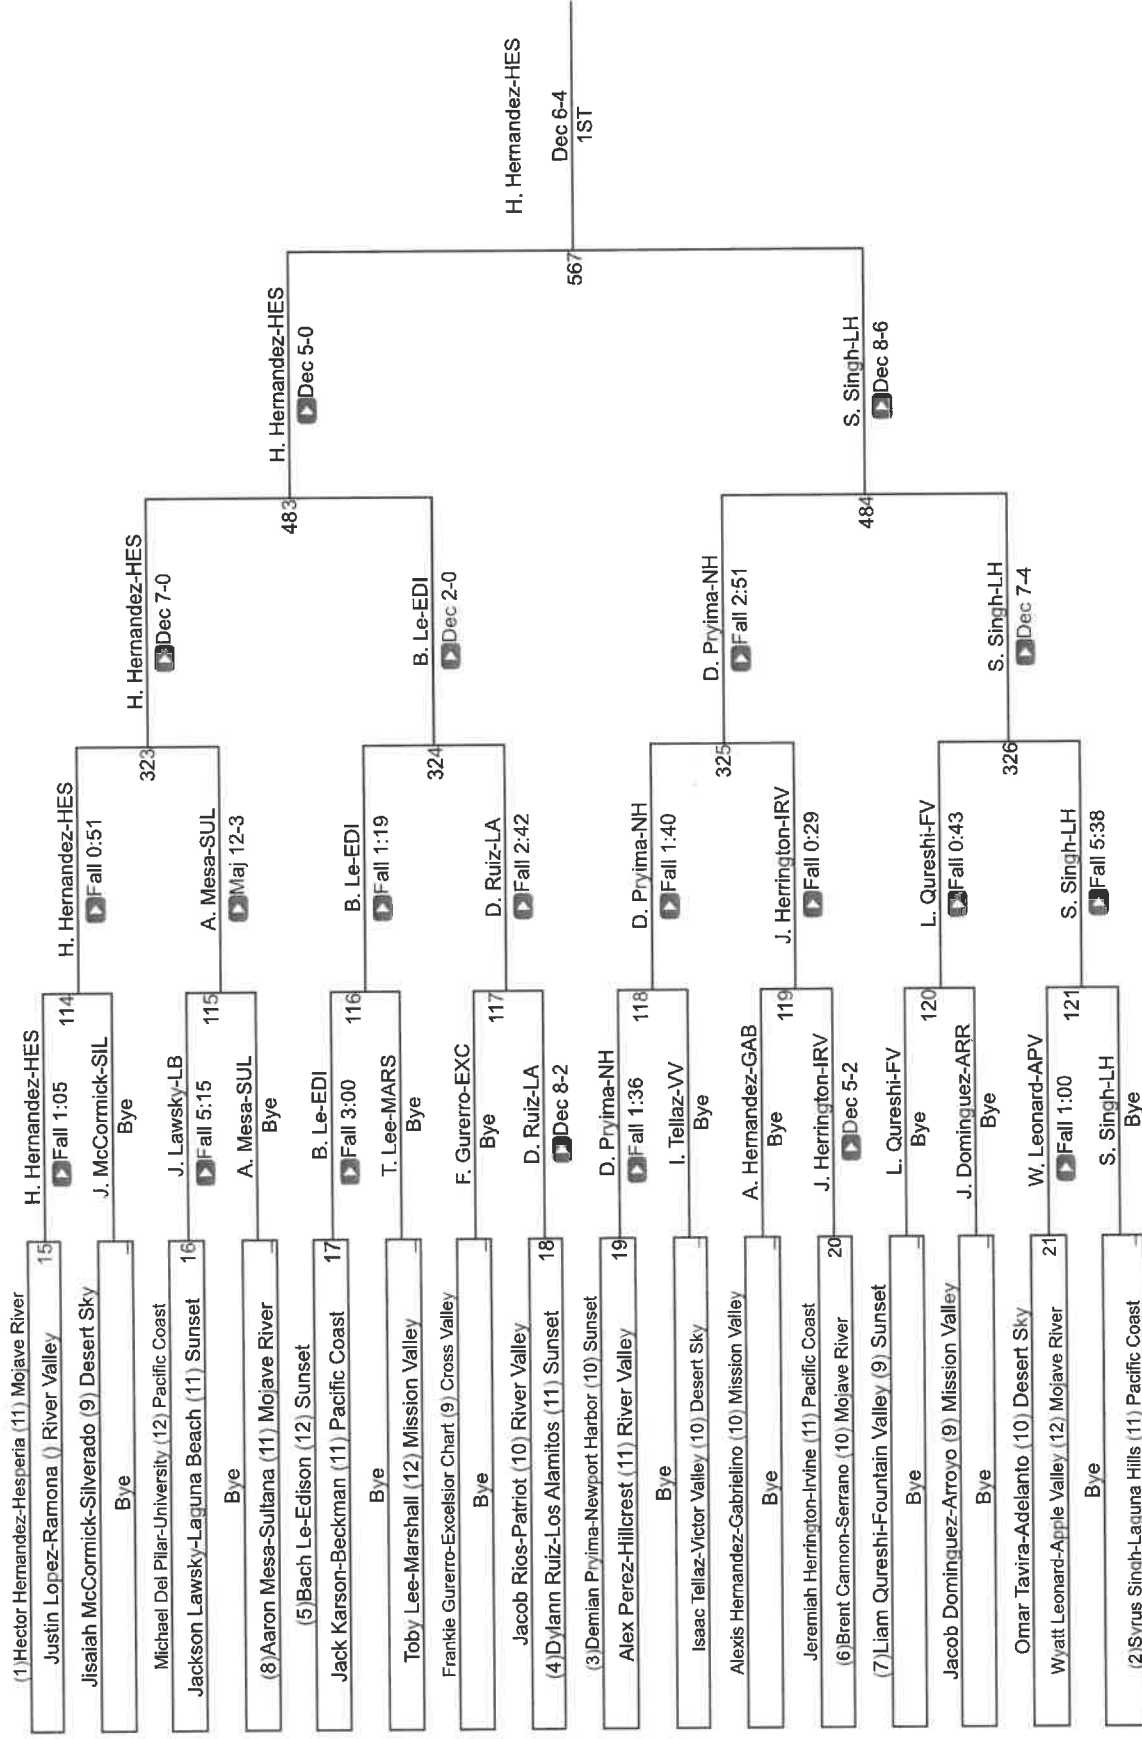 (1)Hector Hernandez-Hesperia (11) Mojave River
Justin Lopez-Ramona () River Valley
Jisaiah McCormick-Silverado (9) Desert Sky
Bye
Michael Del Pilar-University (12) Pacific Coast
Jackson Lawsky-Laguna Beach (11) Sunset
Bye
(8)Aaron Mesa-Sultana (11) Mojave River
(5)Bach Le-Edison (12) Sunset
Jack Karson-Beckman (11) Pacific Coast
Bye
Toby Lee-Marshall (12) Mission Valley
Frankie Gurerro-Excelsior Chart (9) Cross Valley
Bye
Jacob Rios-Patriot (10) River Valley
(4)Dylann Ruiz-Los Alamitos (11) Sunset
(3)Demian Pryima-Newport Harbor (10) Sunset
Alex Perez-Hillcrest (11) River Valley
Bye
Isaac Tellaz-Victor Valley (10) Desert Sky
Alexis Hernandez-Gabrielino (10) Mission Valley
Bye
Jeremiah Herrington-Irvine (11) Pacific Coast
(6)Brent Cannon-Serrano (10) Mojave River
(7)Liam Qureshi-Fountain Valley (9) Sunset
Bye
Jacob Dominguez-Arroyo (9) Mission Valley
Bye
Omar Tavira-Adelanto (10) Desert Sky
Wyatt Leonard-Apple Valley (12) Mojave River
Bye
(2)Syrus Singh-Laguna Hills (11) Pacific Coast
15
16
17
18
19
20
21
H. Hernandez-HES
Fall 1:05
J. McCormick-SIL
Bye
J. Lawsky-LB
Fall 5:15
A. Mesa-SUL
Bye
B. Le-EDI
Fall 3:00
T. Lee-MARS
Bye
F. Gurerro-EXC
Bye
D. Ruiz-LA
Dec 8-2
D. Pryima-NH
Fall 1:36
I. Tellaz-VV
Bye
A. Hernandez-GAB
Bye
J. Herrington-IRV
Dec 5-2
L. Qureshi-FV
Bye
J. Dominguez-ARR
Bye
W. Leonard-APV
Fall 1:00
S. Singh-LH
Bye
114
115
116
117
118
119
120
121
H. Hernandez-HES
Fall 0:51
A. Mesa-SUL
Maj 12-3
B. Le-EDI
Fall 1:19
D. Ruiz-LA
Fall 2:42
D. Pryima-NH
Fall 1:40
J. Herrington-IRV
Fall 0:29
L. Qureshi-FV
Fall 0:43
S. Singh-LH
Fall 5:38
323
324
325
326
H. Hernandez-HES
Dec 7-0
B. Le-EDI
Dec 2-0
D. Pryima-NH
Fall 2:51
S. Singh-LH
Dec 7-4
483
484
H. Hernandez-HES
Dec 5-0
S. Singh-LH
Dec 8-6
567
H. Hernandez-HES
Dec 6-4
1ST